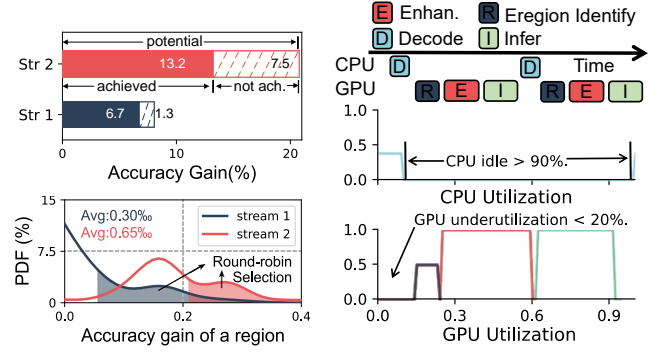 potential
Str 2
13.2
7.5
achieved
not ach.
Str 1
6.7
1.3
0
10
20
Accuracy Gain(%)
15
Avg:0.30‰
Avg:0.65‰
stream 1
stream 2
PDF (%)
7.5
Round-robin
Selection
0
0.0
0.2
0.4
Accuracy gain of a region
E Enhan.
R Eregion Identify
D Decode
I Infer
CPU
D
D
Time
GPU
R E I
R E I
1.0
0.5
CPU idle > 90%.
0.0
CPU Utilization
GPU underutilization < 20%.
1.0
0.5
0.0
0.0
0.3
0.6
0.9
GPU Utilization